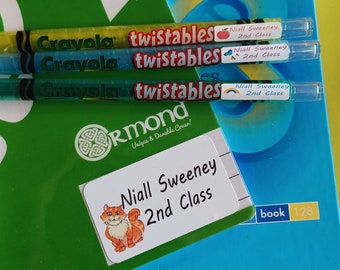 Crayola twistables Niall Sweeney 2nd Class
Crayola twistables Niall Sweeney 2nd Class
Crayola twistables Niall Sweeney 2nd Class
ORmond
Unique & Durable Cover!
Niall Sweeney
2nd Class
book 128